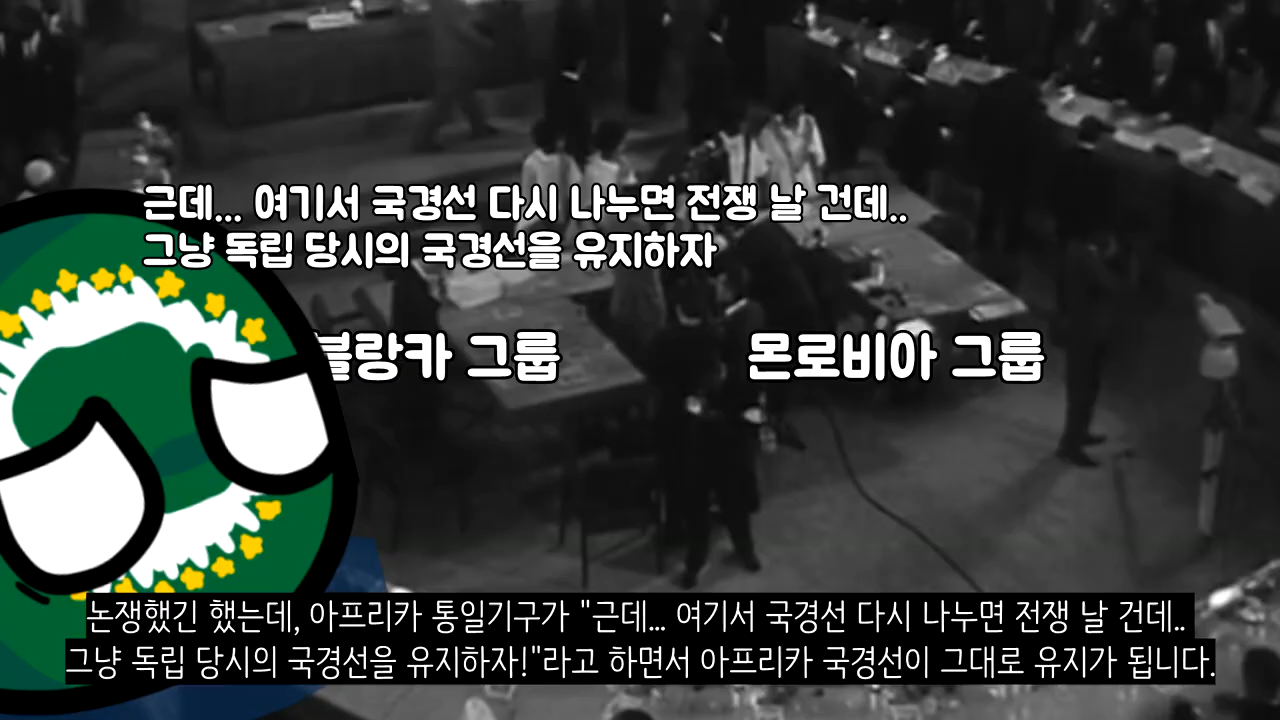 근데... 여기서 국경선 다시 나누면 전쟁 날 건데..
그냥 독립 당시의 국경선을 유지하자
블랑카 그룹
몬로비아 그룹
논쟁했긴 했는데, 아프리카 통일기구가 "근데... 여기서 국경선 다시 나누면 전쟁 날 건데..
그냥 독립 당시의 국경선을 유지하자!"라고 하면서 아프리카 국경선이 그대로 유지가 됩니다.